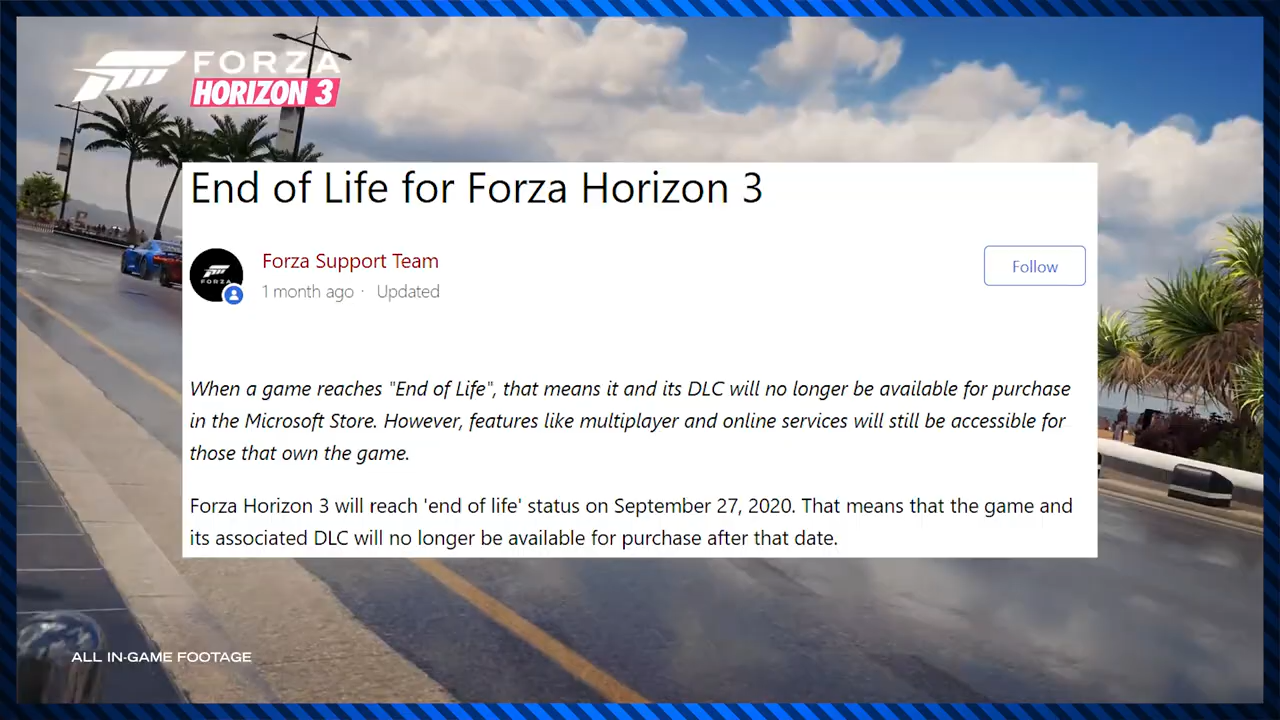 FORZA
HORIZON 3
End of Life for Forza Horizon 3
FORZA
Forza Support Team
1 month ago · Updated
Follow
When a game reaches "End of Life", that means it and its DLC will no longer be available for purchase
in the Microsoft Store. However, features like multiplayer and online services will still be accessible for
those that own the game.
Forza Horizon 3 will reach 'end of life' status on September 27, 2020. That means that the game and
its associated DLC will no longer be available for purchase after that date.
ALL IN-GAME FOOTAGE